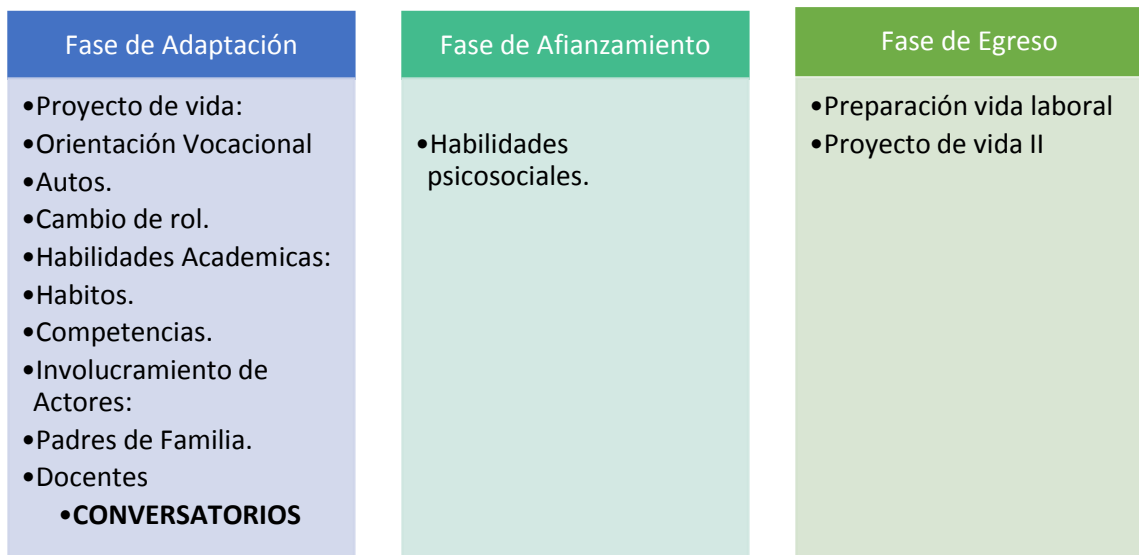 Fase de Adaptación
•Proyecto de vida:
•Orientación Vocacional
•Autos.
•Cambio de rol.
•Habilidades Academicas:
•Habitos.
•Competencias.
•Involucramiento de
Actores:
•Padres de Familia.
•Docentes
•CONVERSATORIOS
Fase de Afianzamiento
•Habilidades
psicosociales.
Fase de Egreso
•Preparación vida laboral
•Proyecto de vida II